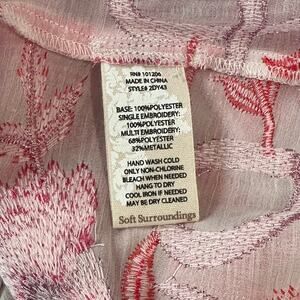 RN# 101206
MADE IN CHINA
STYLE# 2DY43
BASE: 100%POLYESTER
SINGLE EMBROIDERY:
100%POLYESTER
MULTI EMBROIDERY:
68%POLYESTER
32%METALLIC
HAND WASH COLD
ONLY NON-CHLORINE
BLEACH WHEN NEEDED
HANG TO DRY
COOL IRON IF NEEDED
MAY BE DRY CLEANED
Soft Surroundings